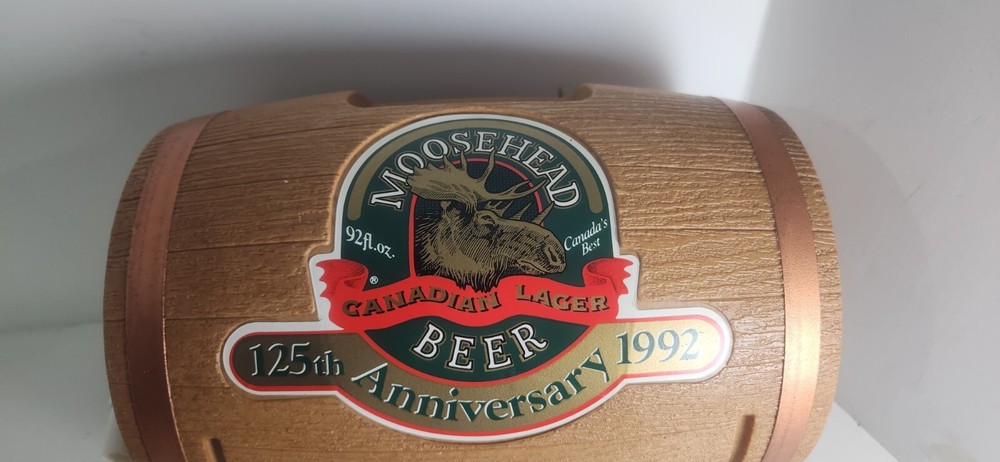 MOOSEHEAD
92fl.oz.
Canada's
Best
®
CANADIAN LAGER
BEER
125th Anniversary 1992